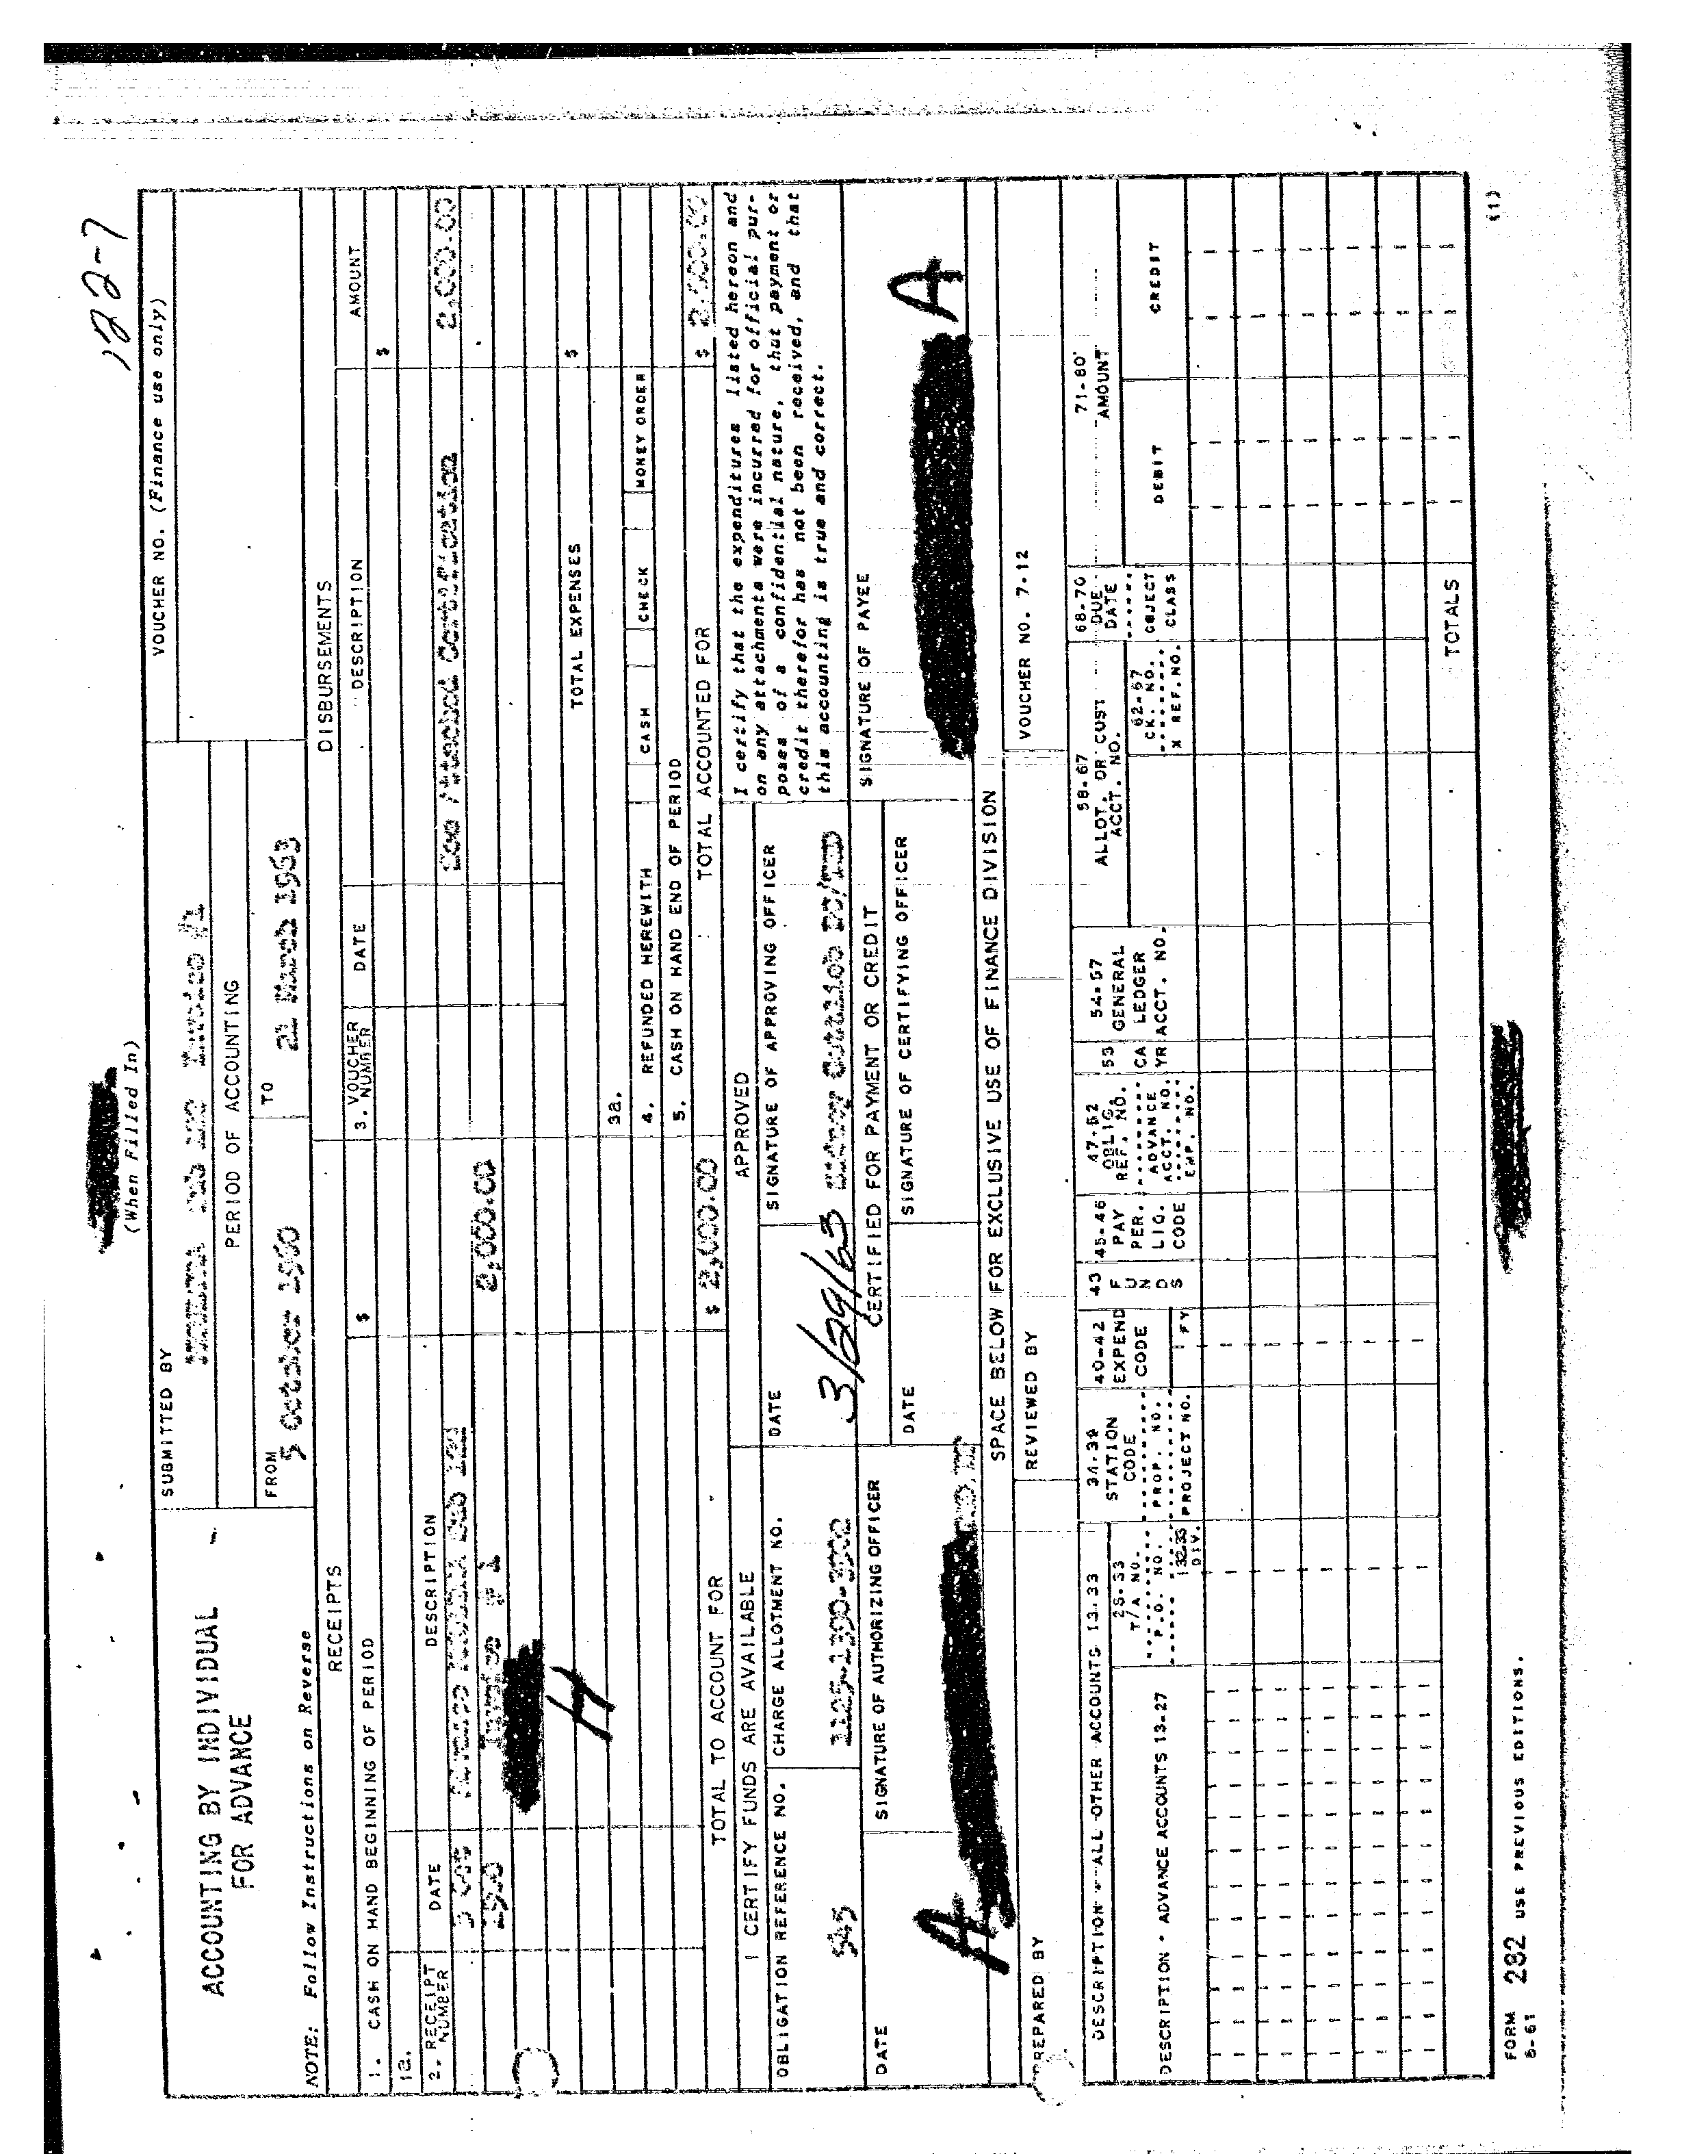 122-7
(When Filled In)
ACCOUNTING BY INDIVIDUAL
FOR ADVANCE
SUBMITTED BY
VOUCHER NO. (Finance use only)
PERIOD OF ACCOUNTING
FROM
5 October 1960
TO
21 March 1963
NOTE: Follow Instructions on Reverse
RECEIPTS
DISBURSEMENTS
1. CASH ON HAND BEGINNING OF PERIOD
$
3. VOUCHER NUMBER
DATE
DESCRIPTION
AMOUNT
$
1a.
2. RECEIPT NUMBER
DATE
DESCRIPTION
See Attached Certification 2,000.00
1960
# 1
2,000.00
H
TOTAL EXPENSES
$
3a.
4. REFUNDED HEREWITH
CASH
CHECK
MONEY ORDER
5. CASH ON HAND END OF PERIOD
TOTAL TO ACCOUNT FOR
$ 2,000.00
TOTAL ACCOUNTED FOR
$ 2,000.00
I CERTIFY FUNDS ARE AVAILABLE
APPROVED
I certify that the expenditures listed hereon and
on any attachments were incurred for official pur-
poses of a confidential nature, that payment or
credit therefor has not been received, and that
this accounting is true and correct.
OBLIGATION REFERENCE NO.
545
CHARGE ALLOTMENT NO.
DATE
3/29/63
SIGNATURE OF APPROVING OFFICER
DATE
SIGNATURE OF AUTHORIZING OFFICER
A
CERTIFIED FOR PAYMENT OR CREDIT
DATE
SIGNATURE OF CERTIFYING OFFICER
SIGNATURE OF PAYEE
A
SPACE BELOW FOR EXCLUSIVE USE OF FINANCE DIVISION
PREPARED BY
REVIEWED BY
VOUCHER NO. 7-12
DESCRIPTION - ALL OTHER ACCOUNTS 13-33
DESCRIPTION - ADVANCE ACCOUNTS 13-27
28-33
T/A NO.
P.O. NO.
32-33
DIV.
34-39
STATION
CODE
PROP. NO.
PROJECT NO.
40-42
EXPEND
CODE
FY
43
FUNDS
45-46
PAY
PER.
LIQ.
CODE
47-52
OBLIG.
REF. NO.
ADVANCE
ACCT. NO.
EMP. NO.
53
CA
YR
54-57
GENERAL
LEDGER
ACCT. NO.
58-67
ALLOT. OR CUST
ACCT. NO.
62-67
CK. NO.
X REF. NO.
68-70
DUE
DATE
OBJECT
CLASS
71-80
AMOUNT
DEBIT
CREDIT
TOTALS
FORM
8-61
282 USE PREVIOUS EDITIONS.
(1)